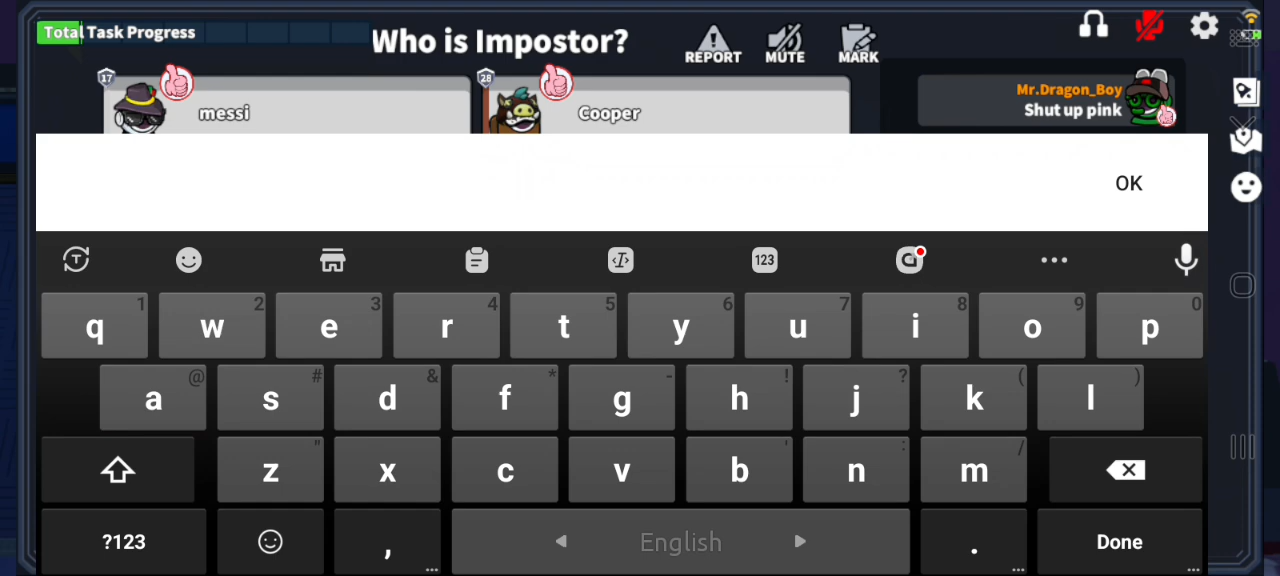 Total Task Progress
Who is Impostor?
REPORT
MUTE
MARK
17
messi
28
Cooper
Mr.Dragon_Boy
Shut up pink
OK
T
123
1 2 3 4 5 6 7 8 9 0
q w e r t y u i o p
@ # & * - ! ? ( )
a s d f g h j k l
" ' : /
z x c v b n m
?123
,
English
.
Done